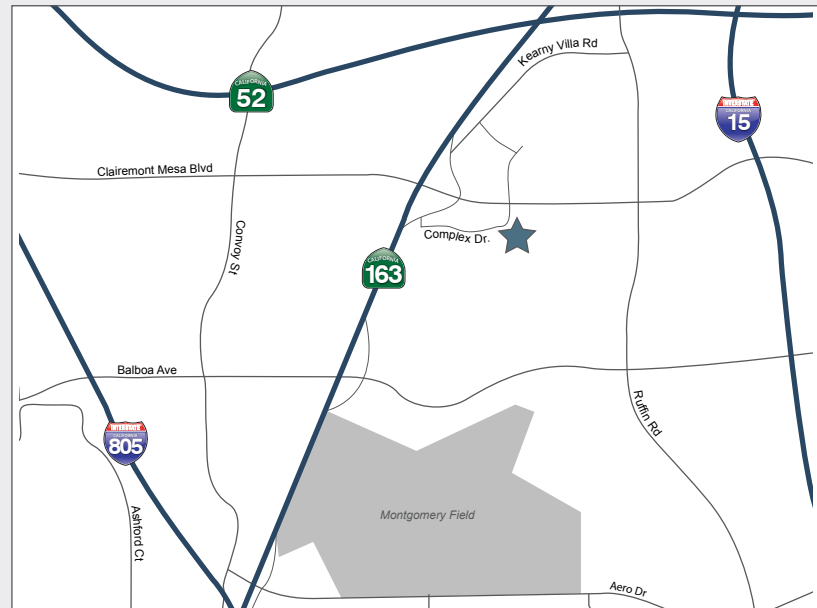 Kearny Villa Rd
CALIFORNIA
52
INTERSTATE
CALIFORNIA
15
Clairemont Mesa Blvd
Convoy St
Complex Dr.
CALIFORNIA
163
Balboa Ave
Ruffin Rd
INTERSTATE
CALIFORNIA
805
Ashford Ct
Montgomery Field
Aero Dr